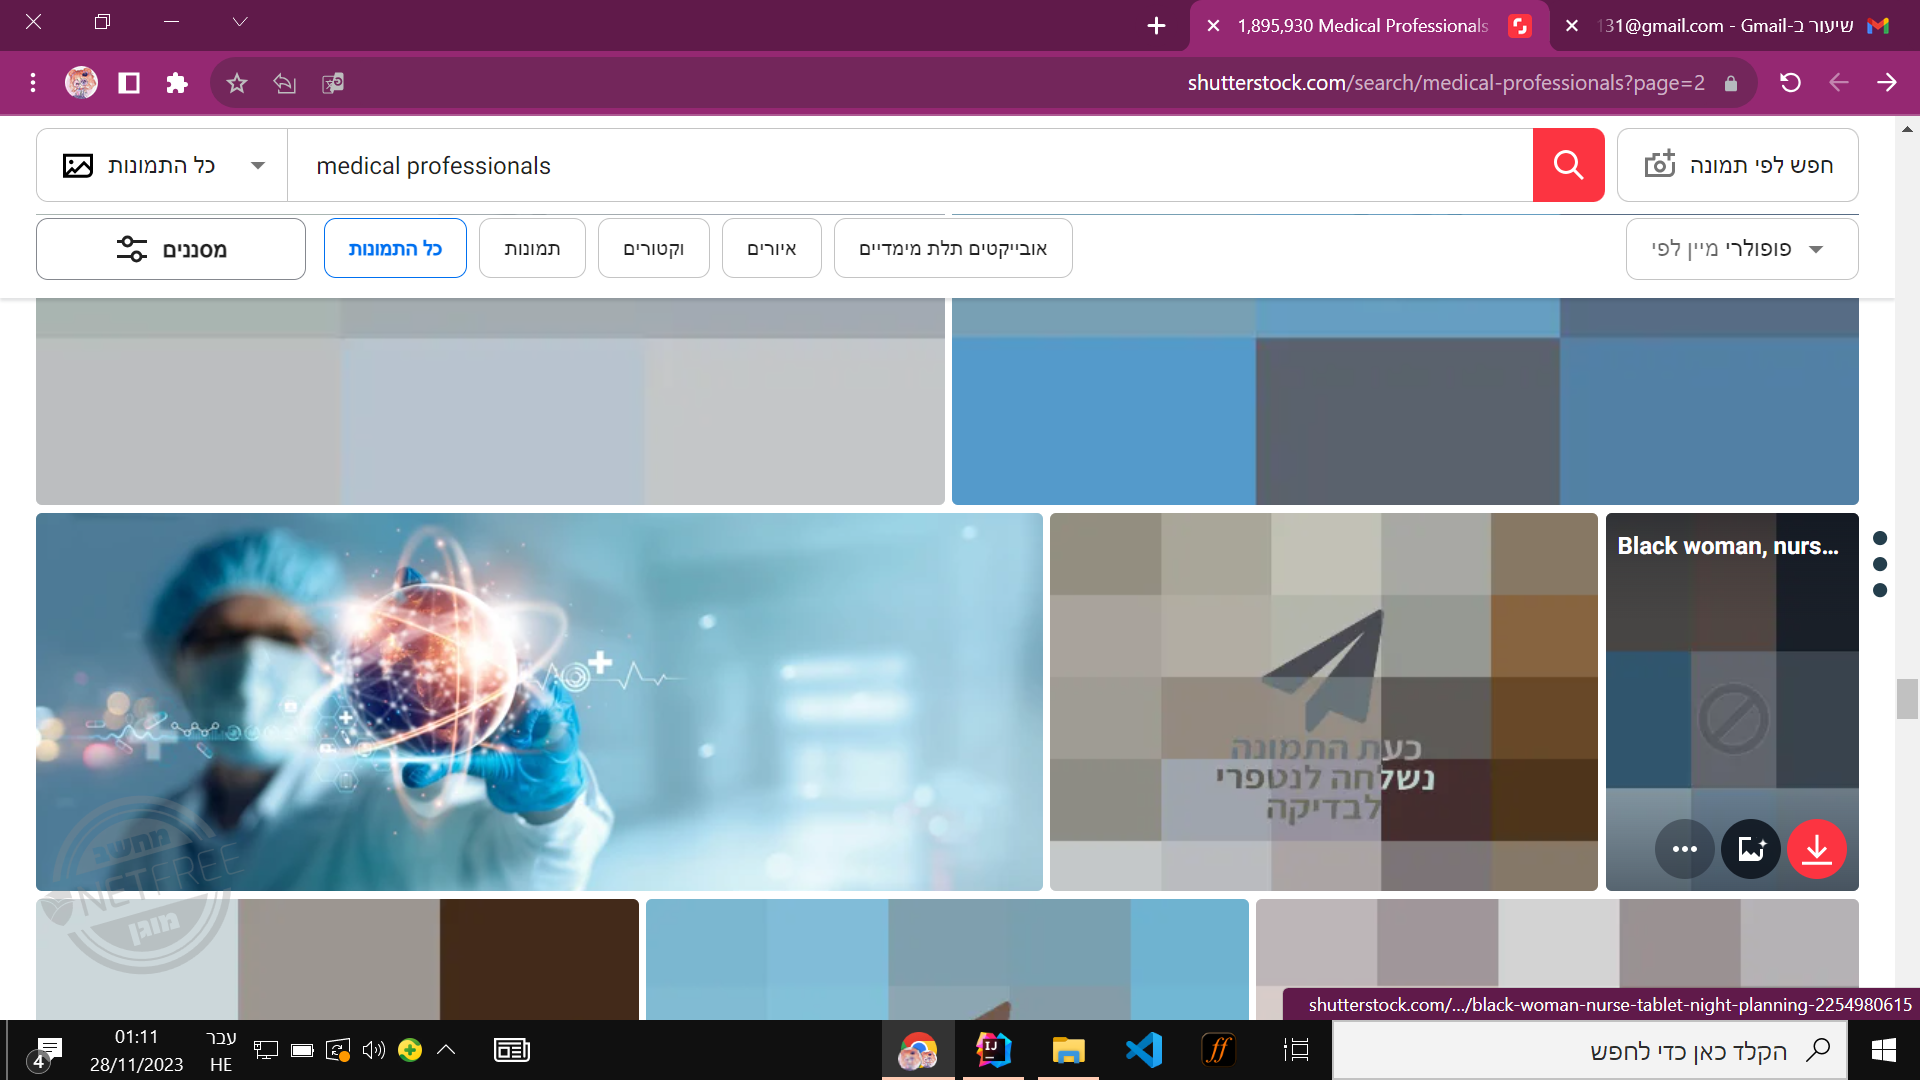 שיעור ב-Gmail - 131@gmail.com
1,895,930 Medical Professionals
shutterstock.com/search/medical-professionals?page=2
כל התמונות
medical professionals
חפש לפי תמונה
מסננים
כל התמונות
תמונות
וקטורים
איורים
אובייקטים תלת מימדיים
מיין לפי פופולרי
Black woman, nurs...
כעת התמונה
נשלחה לנטפרי
לבדיקה
מחשב
NETFREE
מוגן
shutterstock.com/.../black-woman-nurse-tablet-night-planning-2254980615
4
01:11
28/11/2023
עבר
HE
IJ
ff
הקלד כאן כדי לחפש